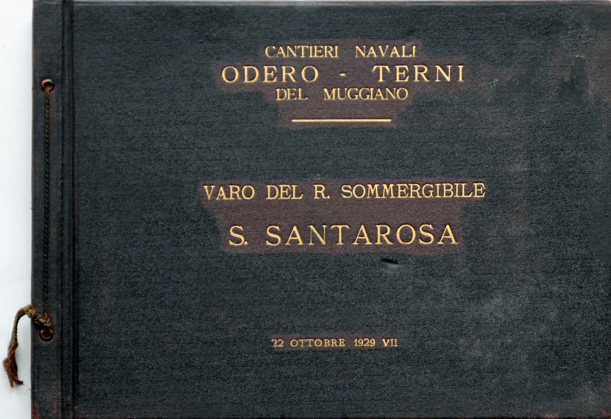 CANTIERI NAVALI
ODERO - TERNI
DEL MUGGIANO
VARO DEL R. SOMMERGIBILE
S. SANTAROSA
22 OTTOBRE 1929 VII